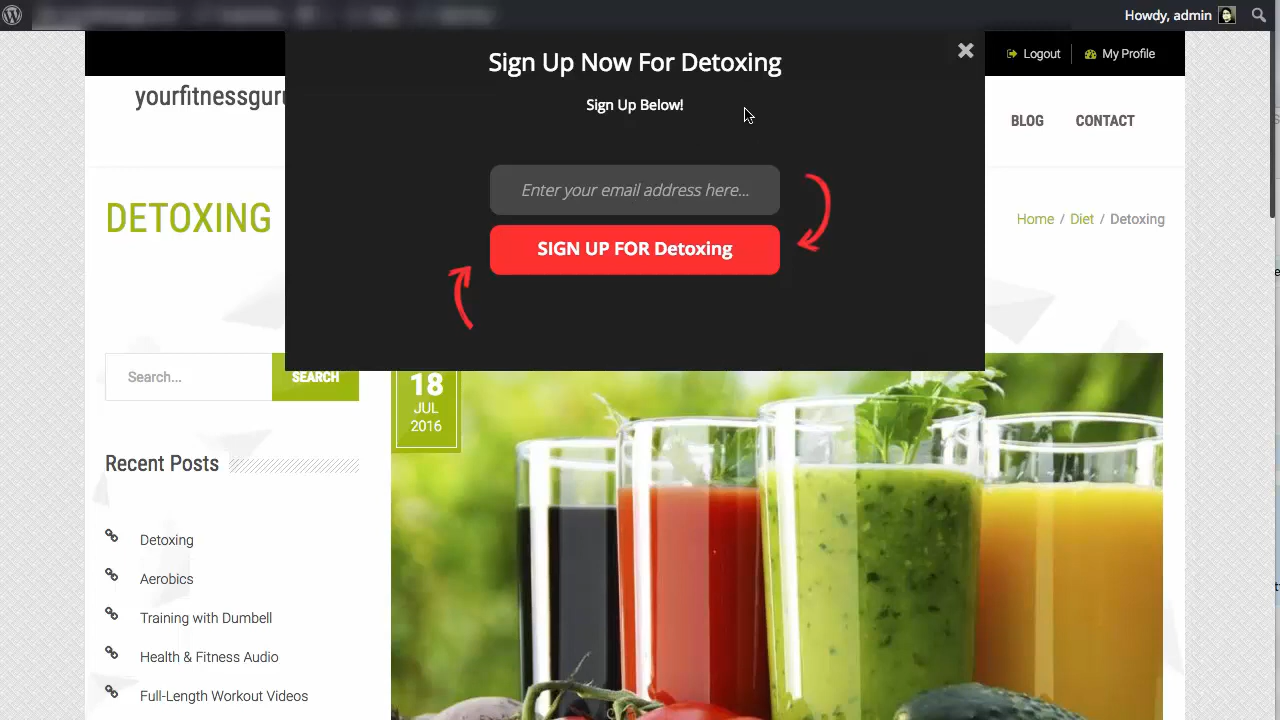 Howdy, admin
Sign Up Now For Detoxing
Logout
My Profile
yourfitnessguru
Sign Up Below!
BLOG
CONTACT
Enter your email address here...
SIGN UP FOR Detoxing
DETOXING
Home / Diet / Detoxing
Search...
SEARCH
18
JUL
2016
Recent Posts
Detoxing
Aerobics
Training with Dumbell
Health & Fitness Audio
Full-Length Workout Videos